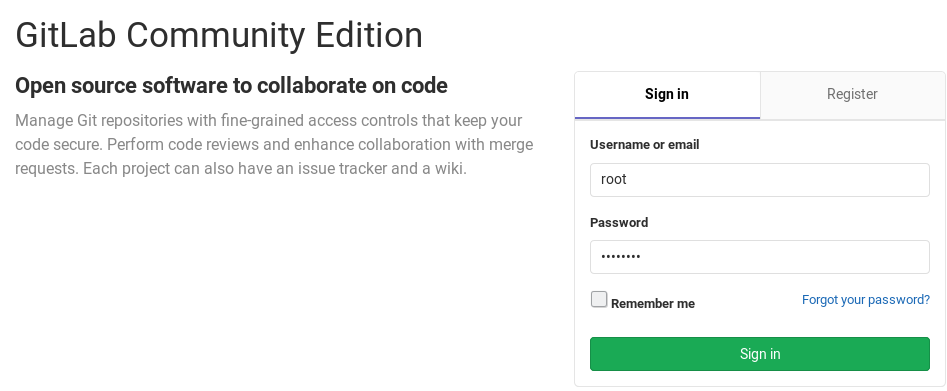 GitLab Community Edition
Open source software to collaborate on code
Manage Git repositories with fine-grained access controls that keep your
code secure. Perform code reviews and enhance collaboration with merge
requests. Each project can also have an issue tracker and a wiki.
Sign in
Register
Username or email
root
Password
••••••••
Remember me
Forgot your password?
Sign in